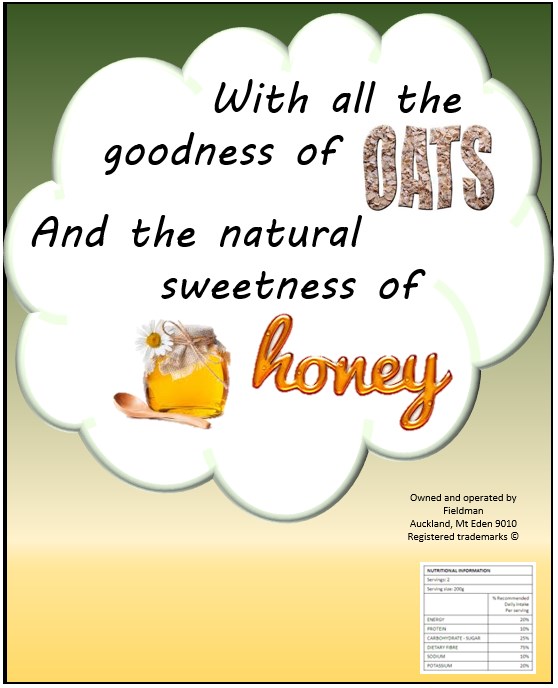 With all the
goodness of OATS
And the natural
sweetness of
honey
Owned and operated by
Fieldman
Auckland, Mt Eden 9010
Registered trademarks ©
NUTRITIONAL INFORMATION
Servings: 2
Serving size: 200g
% Recommended
Daily Intake
Per serving
ENERGY 20%
PROTEIN 10%
CARBOHYDRATE - SUGAR 25%
DIETARY FIBRE 75%
SODIUM 10%
POTASSIUM 20%